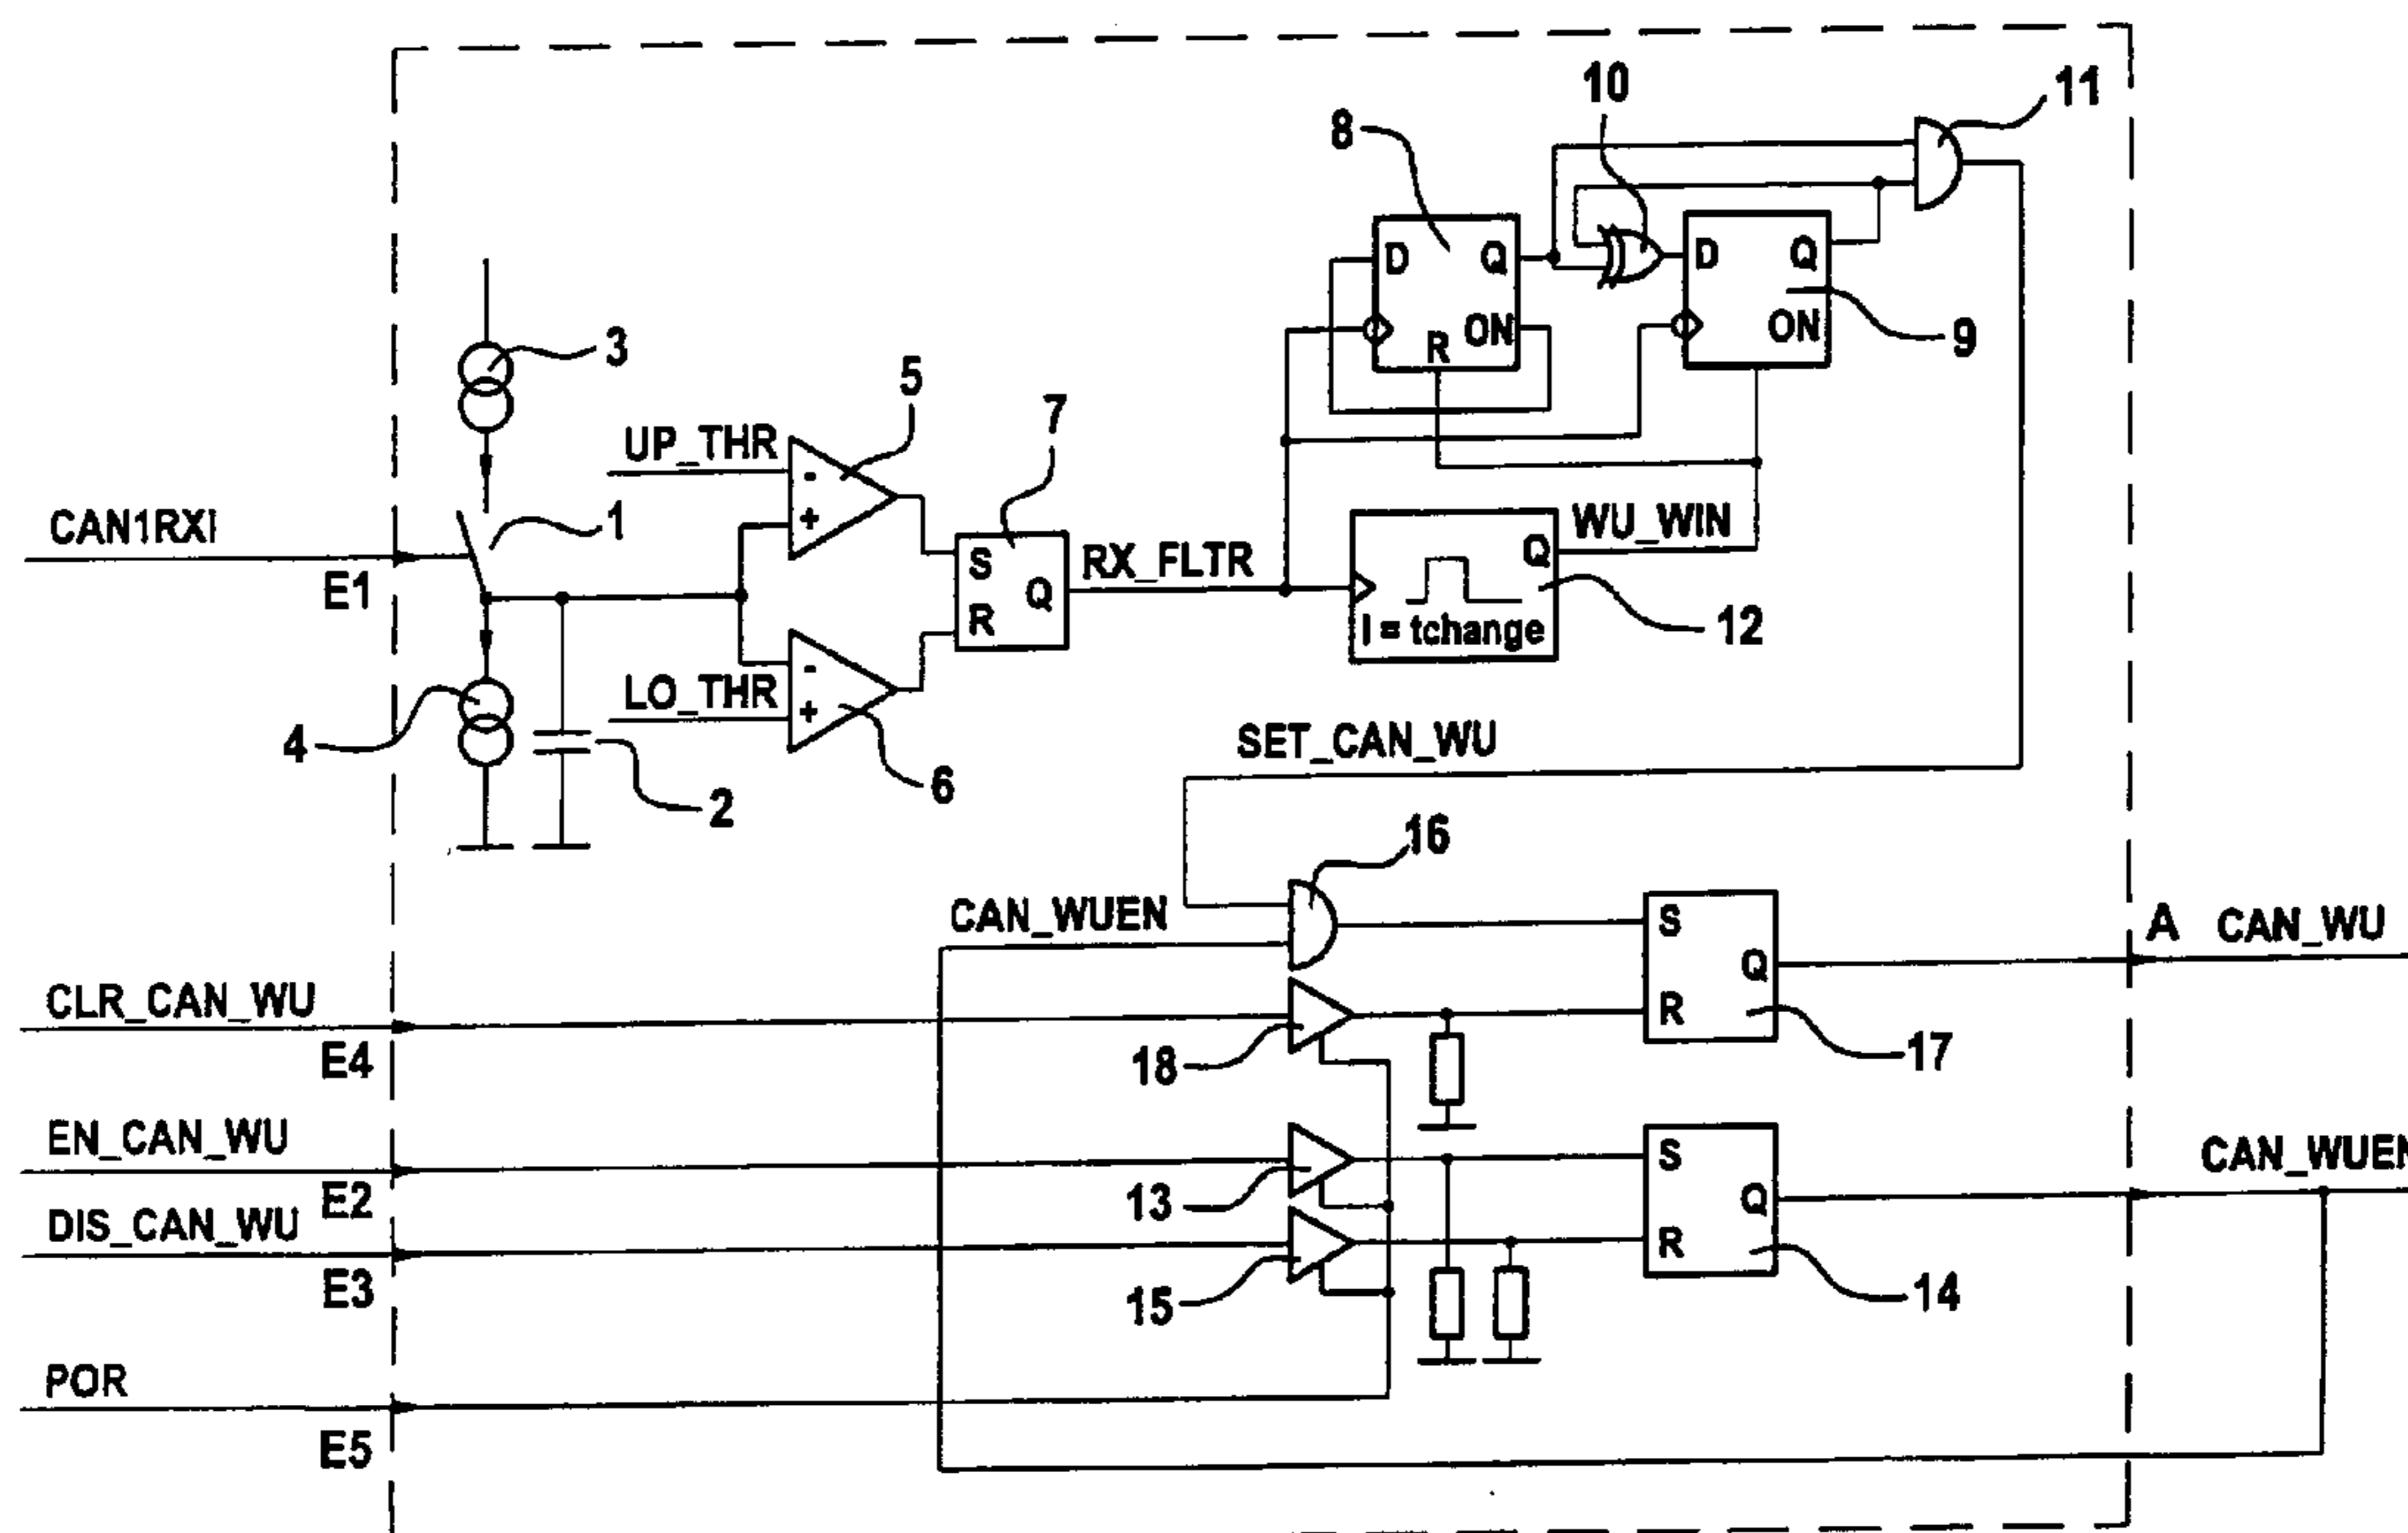 10
11
8
D Q
R ON
D Q
ON
9
3
5
7
UP_THR
-
+
CAN1RXI
E1
1
S
R Q
RX_FLTR
WU_WIN
Q
I = tchange
12
LO_THR
-
+
4
2
6
SET_CAN_WU
16
CAN_WUEN
S
Q
R
A CAN_WU
CLR_CAN_WU
E4
18
17
EN_CAN_WU
E2
13
S
Q
R
CAN_WUEN
DIS_CAN_WU
E3
15
14
POR
E5